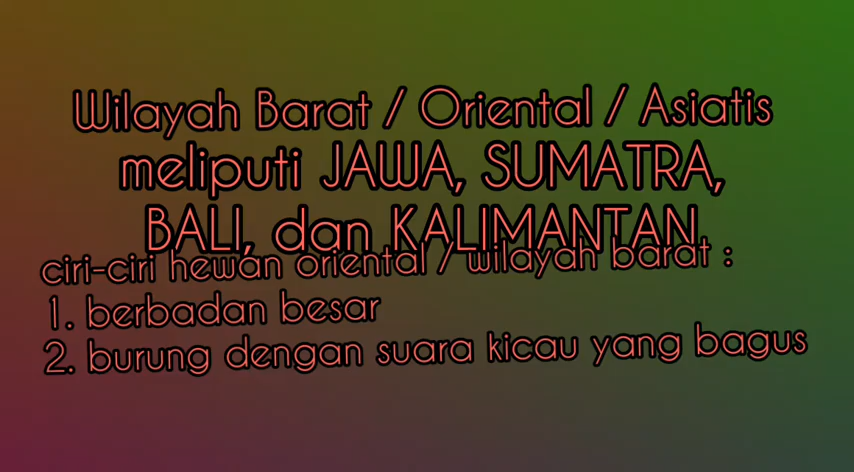 Wilayah Barat / Oriental / Asiatis
meliputi JAWA, SUMATRA,
BALI, dan KALIMANTAN
ciri-ciri hewan oriental / wilayah barat :
1. berbadan besar
2. burung dengan suara kicau yang bagus